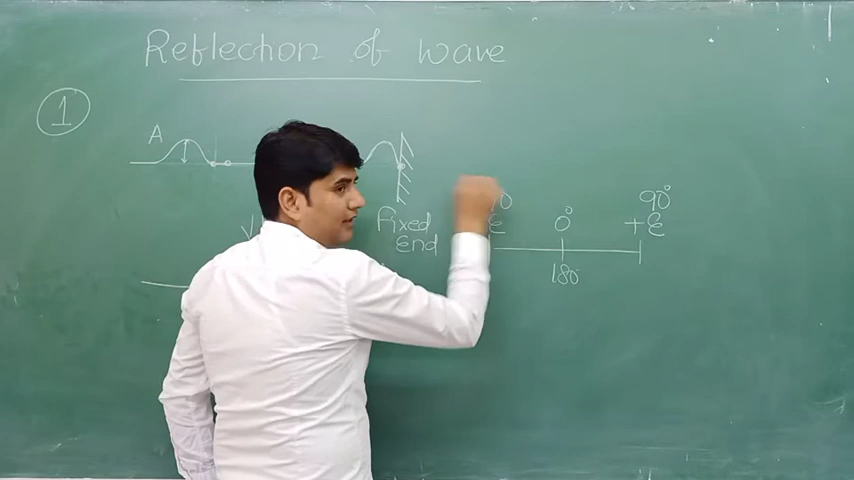 Reflection of wave
1
A
Fixed
End
0°
90°
+ε
ε
180°